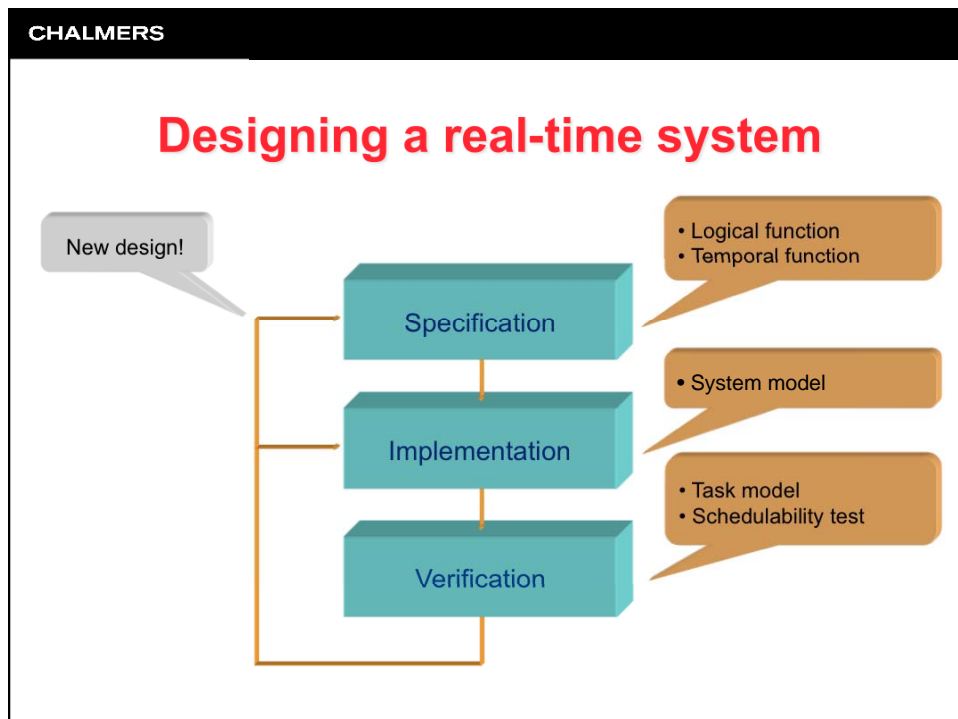 CHALMERS
Designing a real-time system
New design!
• Logical function
• Temporal function
Specification
• System model
Implementation
• Task model
• Schedulability test
Verification